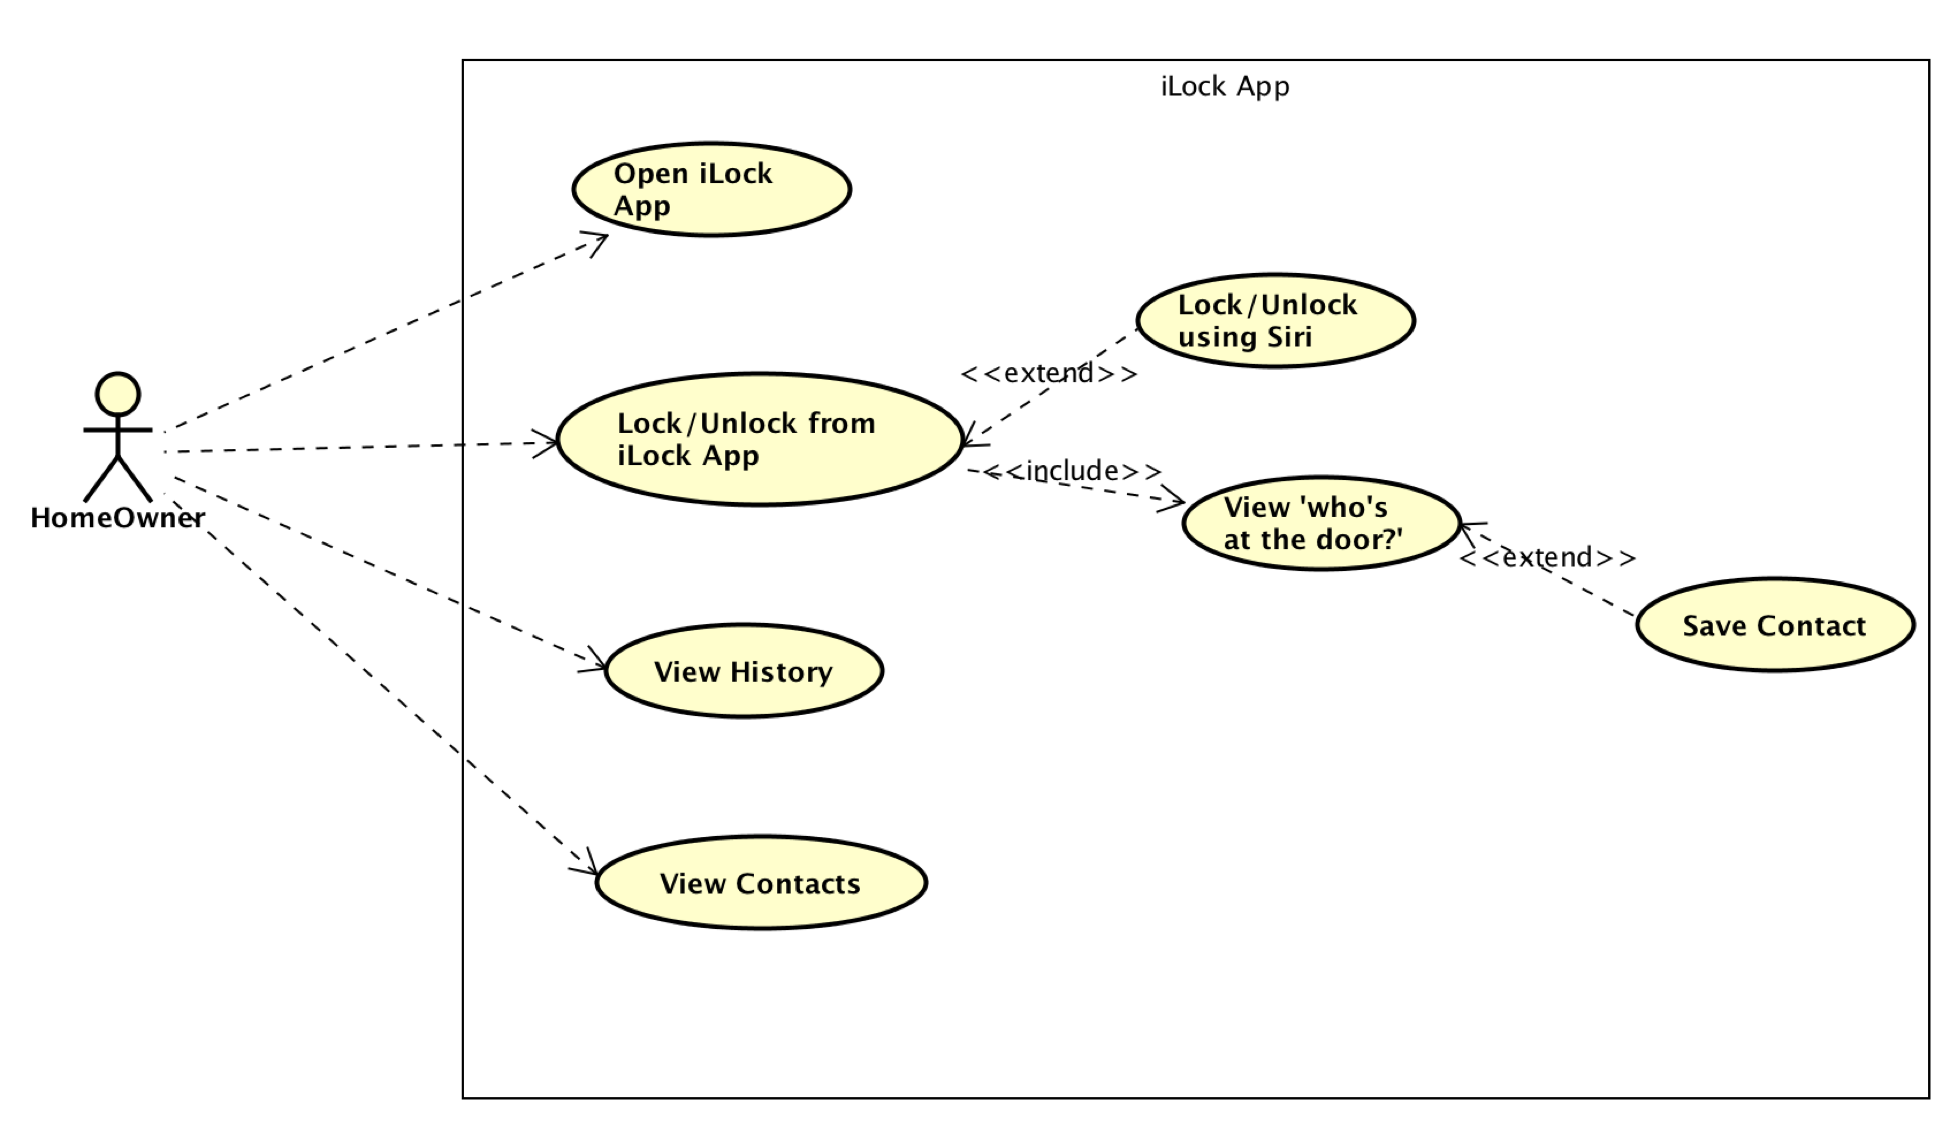 iLock App
Open iLock
App
Lock/Unlock
using Siri
<<extend>>
Lock/Unlock from
iLock App
<<include>>
View 'who's
at the door?'
HomeOwner
<<extend>>
Save Contact
View History
View Contacts